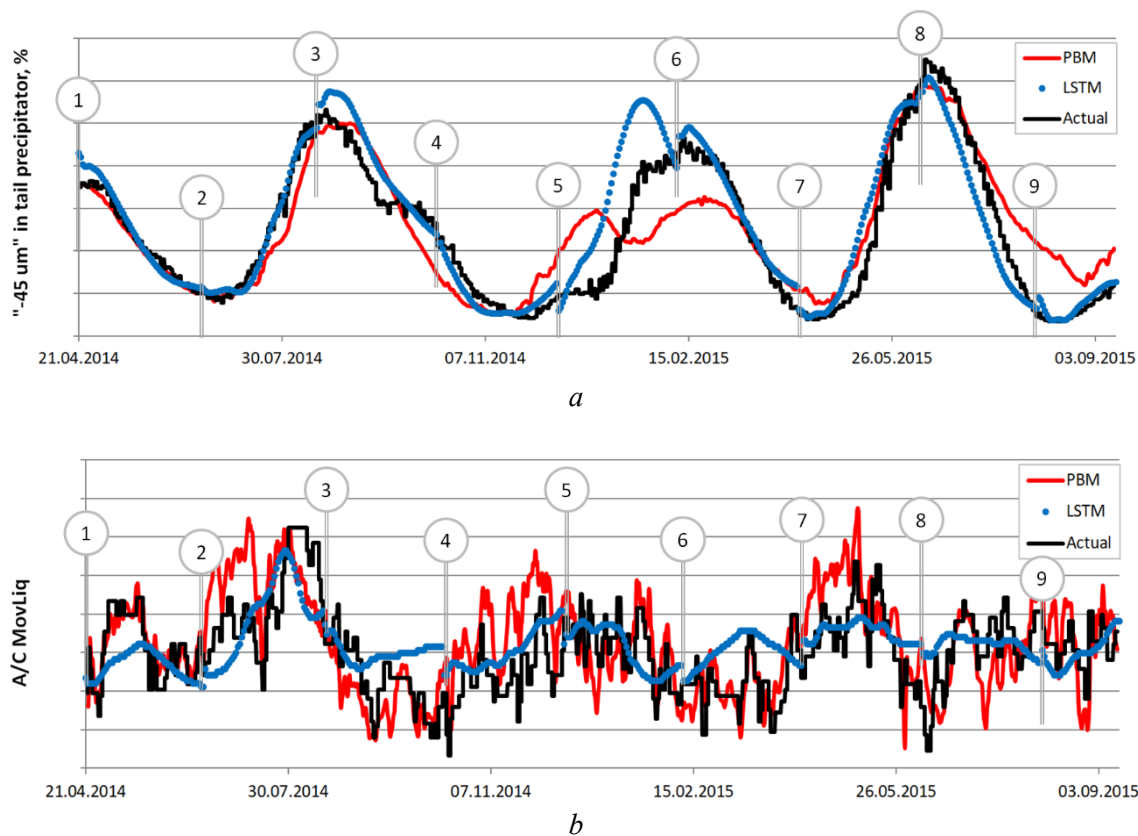 "-45 um" in tail precipitator, %
1
2
3
4
5
6
7
8
9
PBM
LSTM
Actual
21.04.2014 30.07.2014 07.11.2014 15.02.2015 26.05.2015 03.09.2015
a
A/C MovLiq
1
2
3
4
5
6
7
8
9
PBM
LSTM
Actual
21.04.2014 30.07.2014 07.11.2014 15.02.2015 26.05.2015 03.09.2015
b